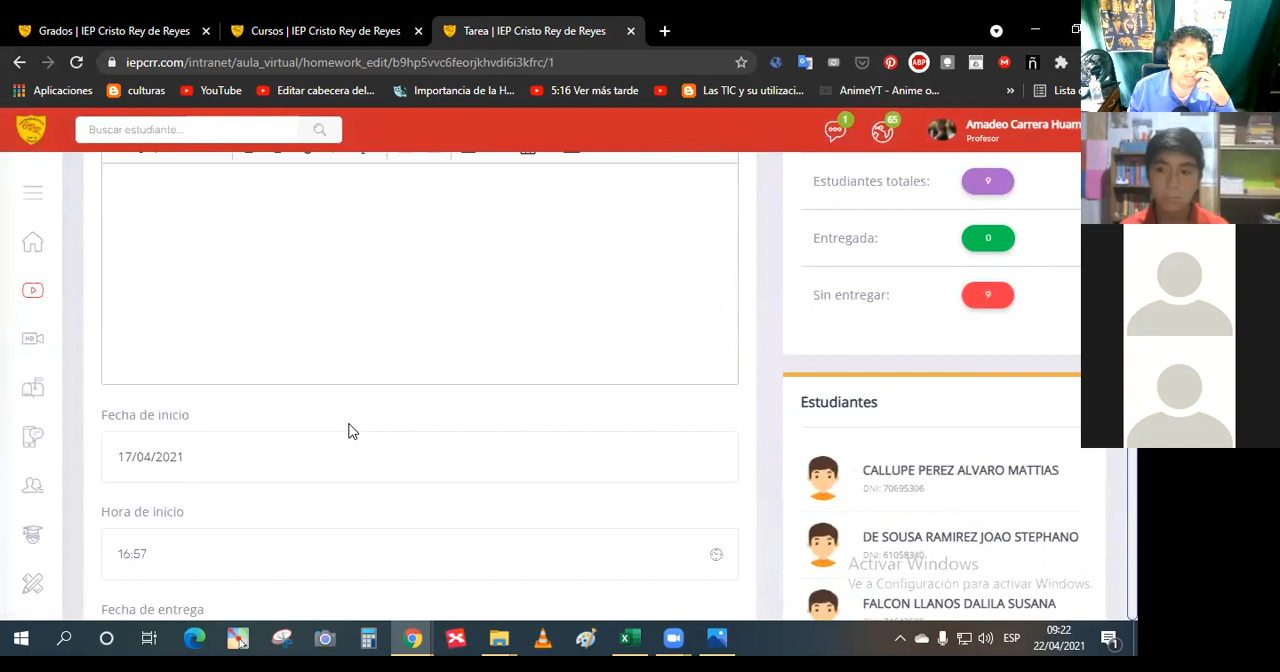 Grados | IEP Cristo Rey de Reyes
Cursos | IEP Cristo Rey de Reyes
Tarea | IEP Cristo Rey de Reyes
iepcrr.com/intranet/aula_virtual/homework_edit/b9hp5vvc6feorjkhvdi6i3kfrc/1
Aplicaciones
culturas
YouTube
Editar cabecera del...
Importancia de la H...
5:16 Ver más tarde
Las TIC y su utilizaci...
AnimeYT - Anime o...
»
Lista
ABP
M
ñ
Buscar estudiante...
1
65
Amadeo Carrera Huam
Profesor
Estudiantes totales:
9
Entregada:
0
Sin entregar:
9
Fecha de inicio
17/04/2021
Hora de inicio
16:57
Fecha de entrega
Estudiantes
CALLUPE PEREZ ALVARO MATTIAS
DNI: 70695306
DE SOUSA RAMIREZ JOAO STEPHANO
DNI: 61058340
FALCON LLANOS DALILA SUSANA
Activar Windows
Ve a Configuración para activar Windows.
HD
ESP
09:22
22/04/2021
1